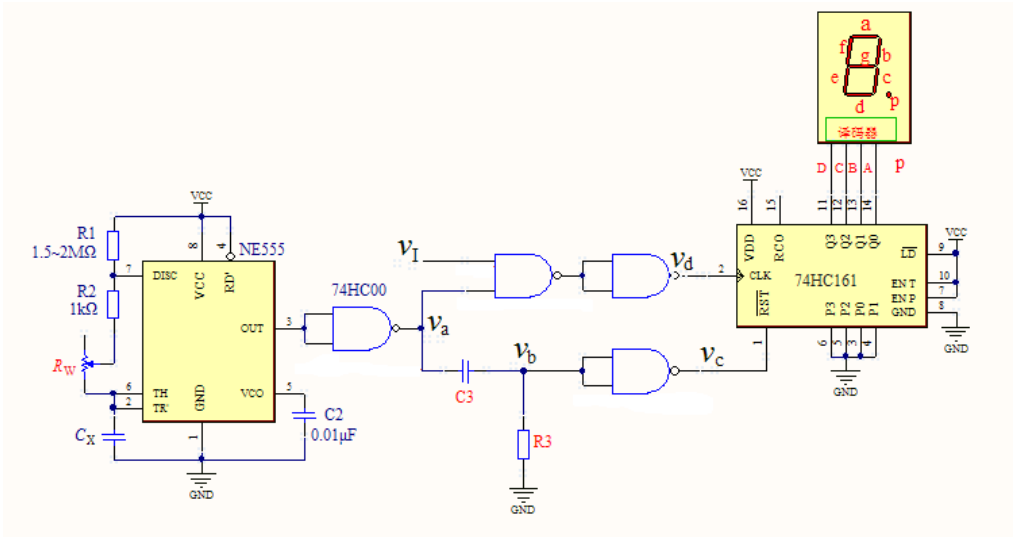 a
f
g
b
e
c
d
p
译码器
D C B A
p
VCC
16
15
11
12
13
14
VDD
RCO
Q3
Q2
Q1
Q0
LD
9
VCC
CLK
2
74HC161
ENT
10
ENP
7
GND
8
GND
RST
1
P3
P2
P0
P1
6
5
3
4
GND
VCC
R1
1.5~2MΩ
8
4
NE555
7
DISC
VCC
RD'
R2
1kΩ
OUT
3
74HC00
va
vI
vd
RW
6
TH
2
TR'
GND
VCO
5
1
CX
C2
0.01μF
GND
C3
vb
vc
R3
GND